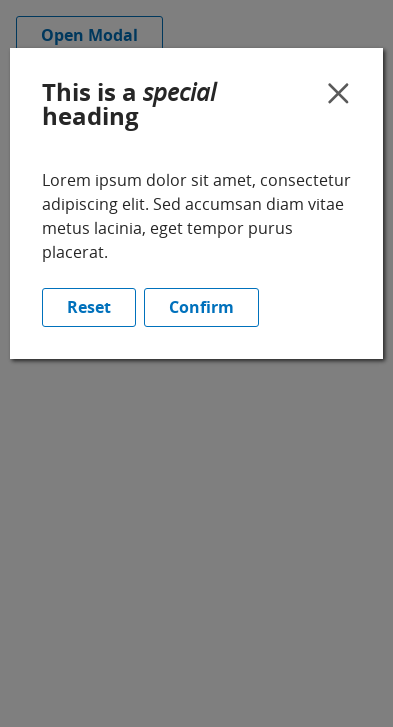 Open Modal
This is a special
heading
Lorem ipsum dolor sit amet, consectetur
adipiscing elit. Sed accumsan diam vitae
metus lacinia, eget tempor purus
placerat.
Reset Confirm